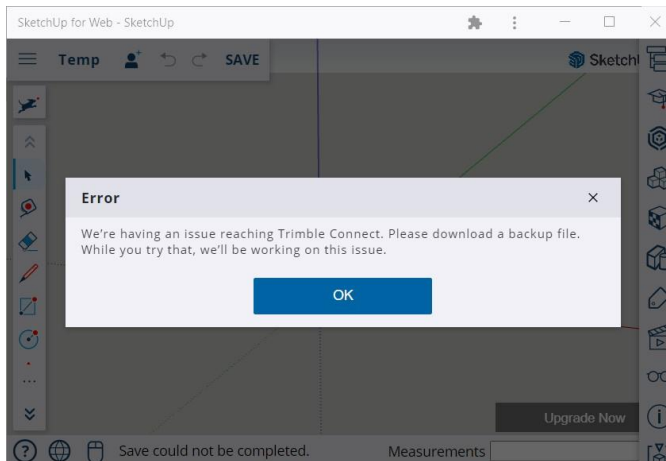 SketchUp for Web - SketchUp
Temp
SAVE
Sketch
Error
We're having an issue reaching Trimble Connect. Please download a backup file.
While you try that, we'll be working on this issue.
OK
Upgrade Now
Save could not be completed.
Measurements